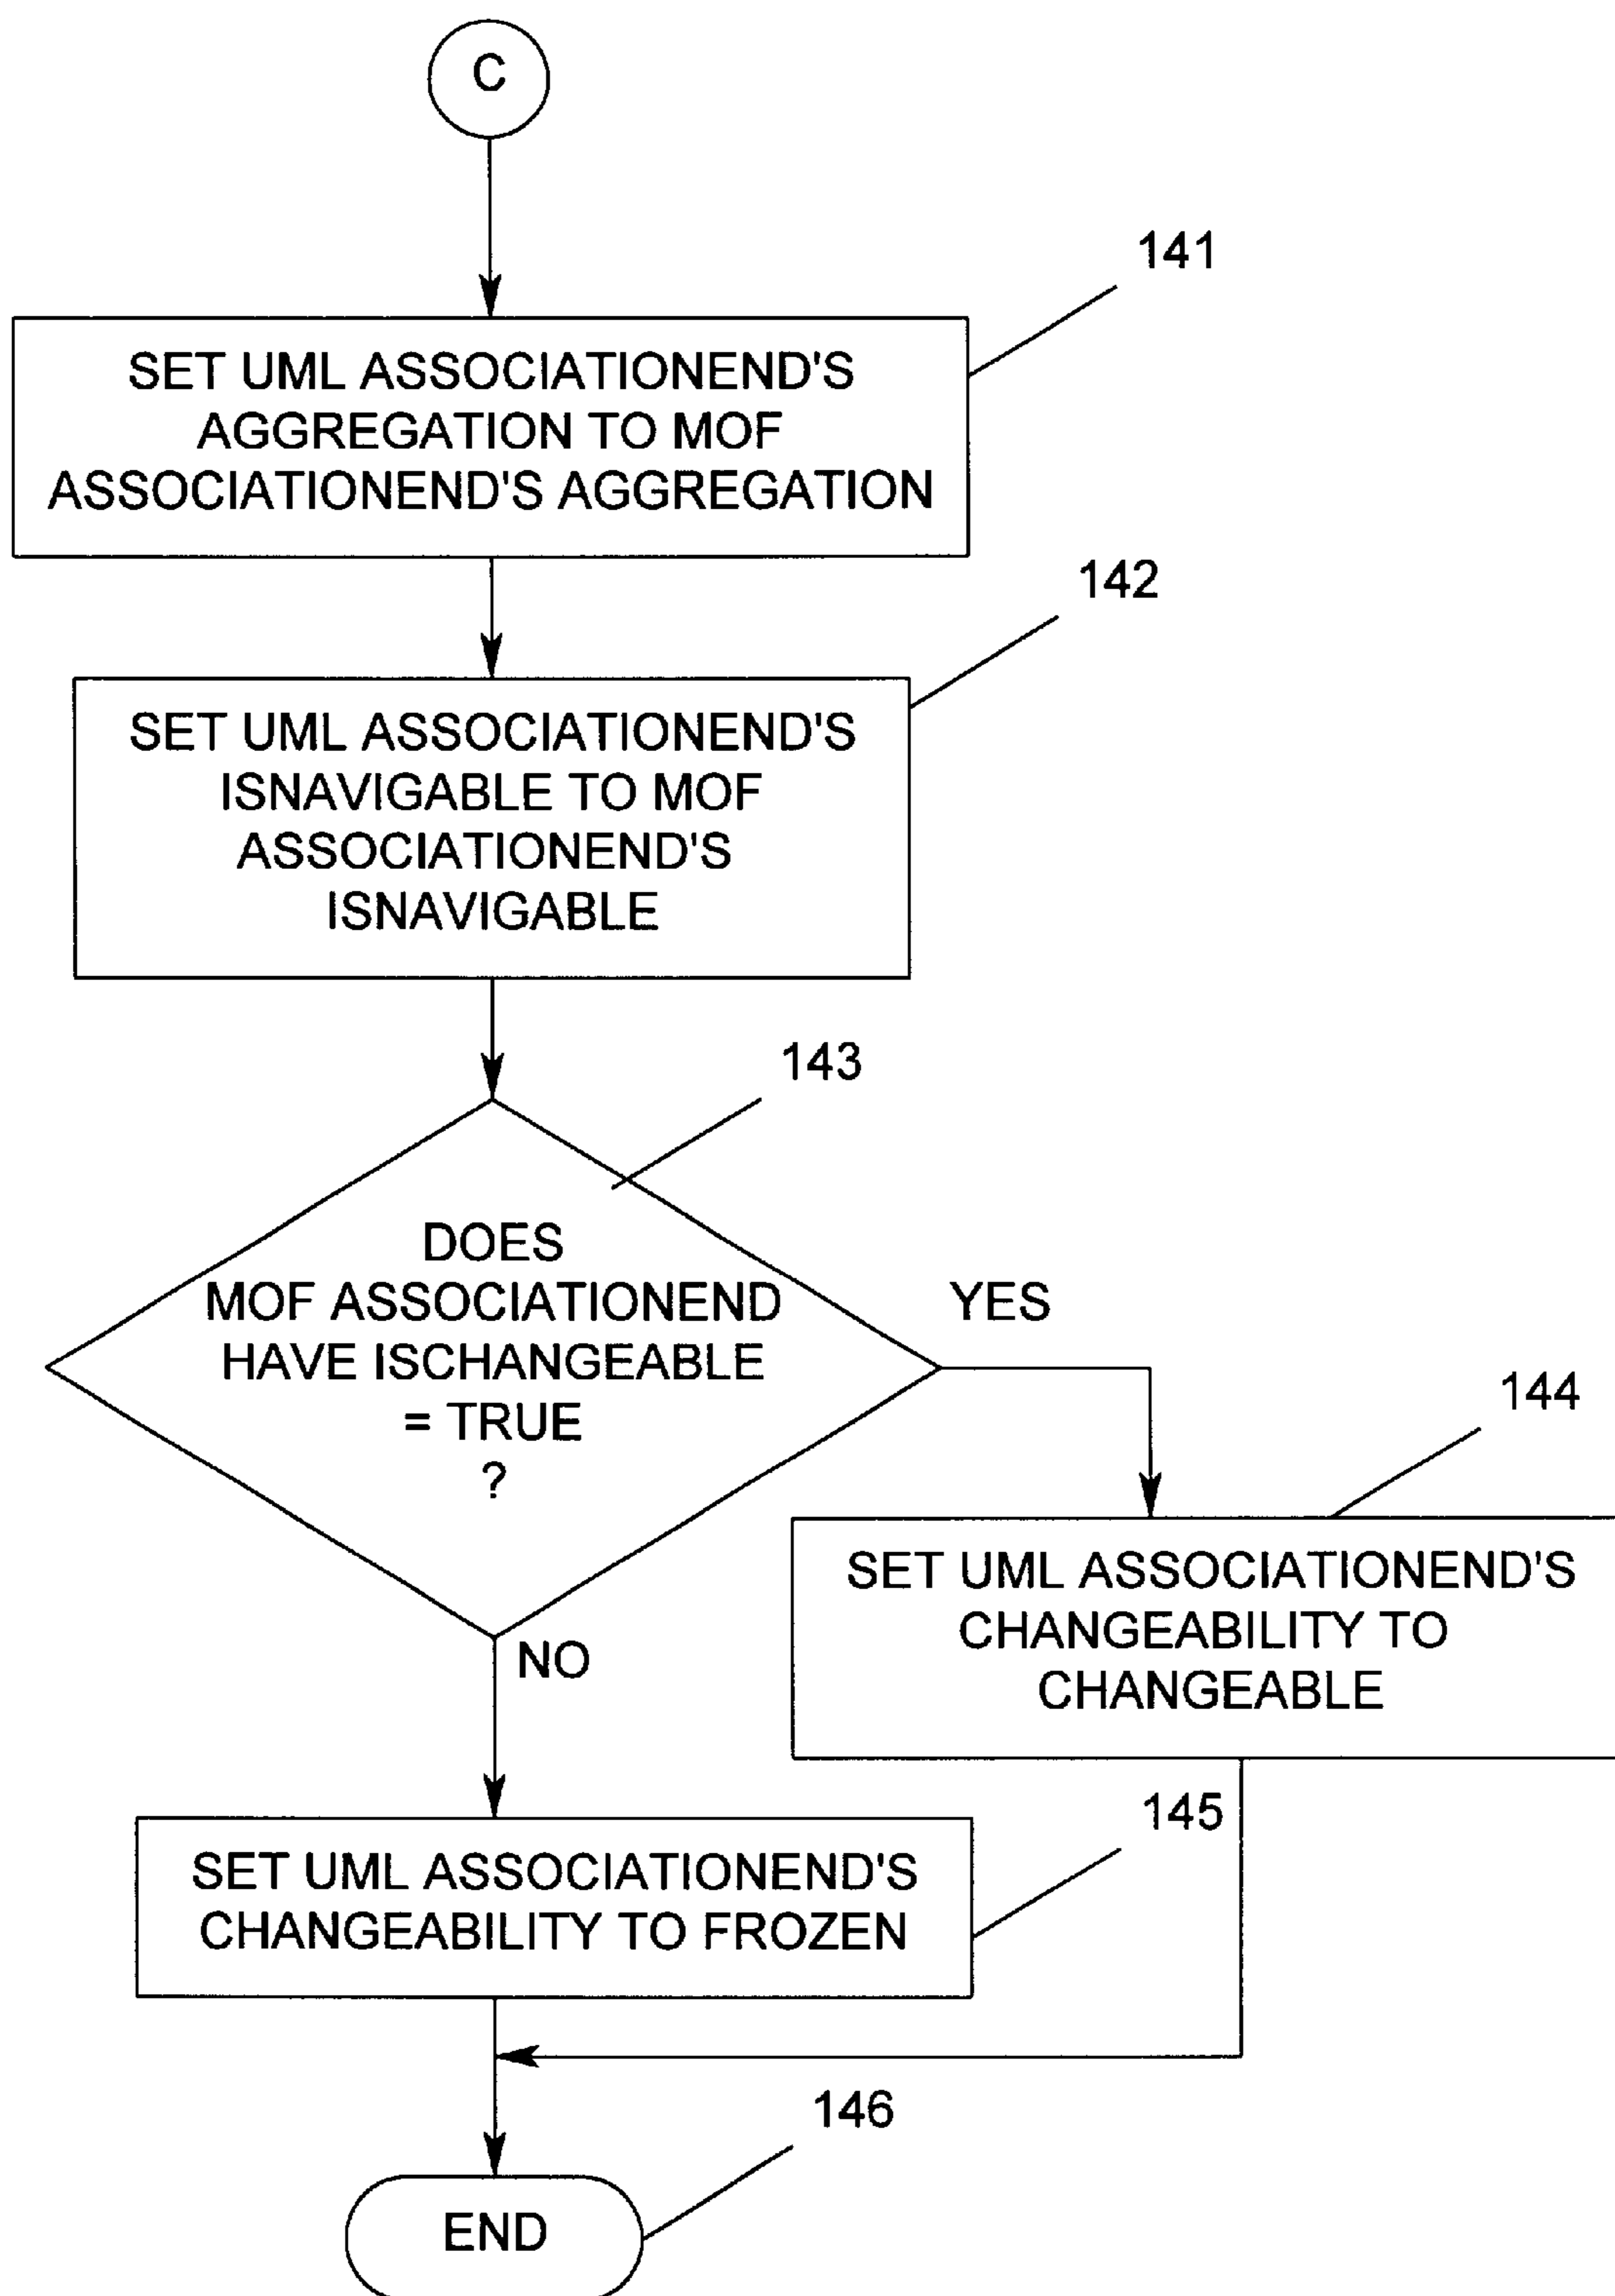 C
141
SET UML ASSOCIATIONEND'S
AGGREGATION TO MOF
ASSOCIATIONEND'S AGGREGATION
142
SET UML ASSOCIATIONEND'S
ISNAVIGABLE TO MOF
ASSOCIATIONEND'S
ISNAVIGABLE
143
DOES
MOF ASSOCIATIONEND
HAVE ISCHANGEABLE
= TRUE
?
YES
144
SET UML ASSOCIATIONEND'S
CHANGEABILITY TO
CHANGEABLE
NO
145
SET UML ASSOCIATIONEND'S
CHANGEABILITY TO FROZEN
146
END